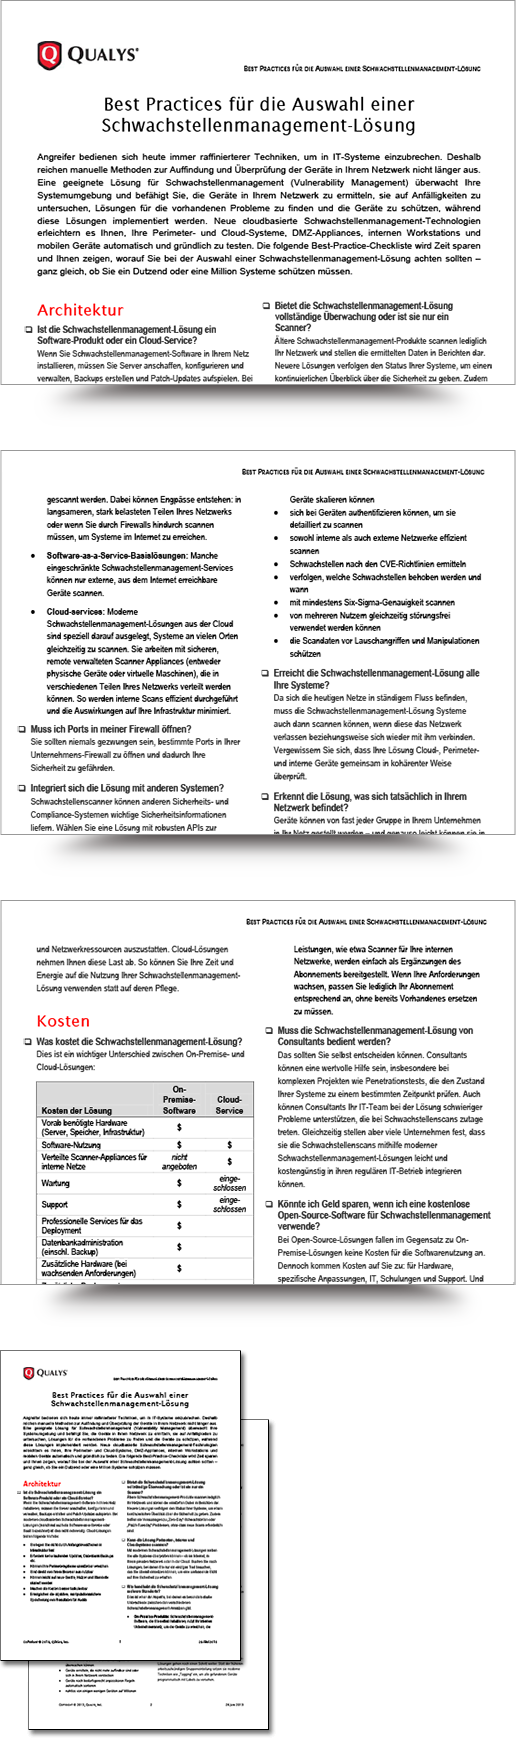 QUALYS®
BEST PRACTICES FÜR DIE AUSWAHL EINER SCHWACHSTELLENMANAGEMENT-LÖSUNG
Best Practices für die Auswahl einer
Schwachstellenmanagement-Lösung
Angreifer bedienen sich heute immer raffinierterer Techniken, um in IT-Systeme einzubrechen. Deshalb
reichen manuelle Methoden zur Auffindung und Überprüfung der Geräte in Ihrem Netzwerk nicht länger aus.
Eine geeignete Lösung für Schwachstellenmanagement (Vulnerability Management) überwacht Ihre
Systemumgebung und befähigt Sie, die Geräte in Ihrem Netzwerk zu ermitteln, sie auf Anfälligkeiten zu
untersuchen, Lösungen für die vorhandenen Probleme zu finden und die Geräte zu schützen, während
diese Lösungen implementiert werden. Neue cloudbasierte Schwachstellenmanagement-Technologien
erleichtern es Ihnen, Ihre Perimeter- und Cloud-Systeme, DMZ-Appliances, internen Workstations und
mobilen Geräte automatisch und gründlich zu testen. Die folgende Best-Practice-Checkliste wird Zeit sparen
und Ihnen zeigen, worauf Sie bei der Auswahl einer Schwachstellenmanagement-Lösung achten sollten –
ganz gleich, ob Sie ein Dutzend oder eine Million Systeme schützen müssen.
Architektur
❑ Ist die Schwachstellenmanagement-Lösung ein
Software-Produkt oder ein Cloud-Service?
Wenn Sie Schwachstellenmanagement-Software in Ihrem Netz
installieren, müssen Sie Server anschaffen, konfigurieren und
verwalten, Backups erstellen und Patch-Updates aufspielen. Bei
❑ Bietet die Schwachstellenmanagement-Lösung
vollständige Überwachung oder ist sie nur ein
Scanner?
Ältere Schwachstellenmanagement-Produkte scannen lediglich
Ihr Netzwerk und stellen die ermittelten Daten in Berichten dar.
Neuere Lösungen verfolgen den Status Ihrer Systeme, um einen
kontinuierlichen Überblick über die Sicherheit zu geben. Zudem
BEST PRACTICES FÜR DIE AUSWAHL EINER SCHWACHSTELLENMANAGEMENT-LÖSUNG
gescannt werden. Dabei können Engpässe entstehen: in
langsameren, stark belasteten Teilen Ihres Netzwerks
oder wenn Sie durch Firewalls hindurch scannen
müssen, um Systeme im Internet zu erreichen.
• Software-as-a-Service-Basislösungen: Manche
eingeschränkte Schwachstellenmanagement-Services
können nur externe, aus dem Internet erreichbare
Geräte scannen.
• Cloud-services: Moderne
Schwachstellenmanagement-Lösungen aus der Cloud
sind speziell darauf ausgelegt, Systeme an vielen Orten
gleichzeitig zu scannen. Sie arbeiten mit sicheren,
remote verwalteten Scanner Appliances (entweder
physische Geräte oder virtuelle Maschinen), die in
verschiedenen Teilen Ihres Netzwerks verteilt werden
können. So werden interne Scans effizient durchgeführt
und die Auswirkungen auf Ihre Infrastruktur minimiert.
❑ Muss ich Ports in meiner Firewall öffnen?
Sie sollten niemals gezwungen sein, bestimmte Ports in Ihrer
Unternehmens-Firewall zu öffnen und dadurch Ihre
Sicherheit zu gefährden.
❑ Integriert sich die Lösung mit anderen Systemen?
Schwachstellenscanner können anderen Sicherheits- und
Compliance-Systemen wichtige Sicherheitsinformationen
liefern. Wählen Sie eine Lösung mit robusten APIs zur
Geräte skalieren können
• sich bei Geräten authentifizieren können, um sie
detailliert zu scannen
• sowohl interne als auch externe Netzwerke effizient
scannen
• Schwachstellen nach den CVE-Richtlinien ermitteln
• verfolgen, welche Schwachstellen behoben werden und
wann
• mit mindestens Six-Sigma-Genauigkeit scannen
• von mehreren Nutzern gleichzeitig störungsfrei
verwendet werden können
• die Scandaten vor Lauschangriffen und Manipulationen
schützen
❑ Erreicht die Schwachstellenmanagement-Lösung alle
Ihre Systeme?
Da sich die heutigen Netze in ständigem Fluss befinden,
muss die Schwachstellenmanagement-Lösung Systeme
auch dann scannen können, wenn diese das Netzwerk
verlassen beziehungsweise sich wieder mit ihm verbinden.
Vergewissern Sie sich, dass Ihre Lösung Cloud-, Perimeter-
und interne Geräte gemeinsam in kohärenter Weise
überprüft.
❑ Erkennt die Lösung, was sich tatsächlich in Ihrem
Netzwerk befindet?
Geräte können von fast jeder Gruppe in Ihrem Unternehmen
in Ihr Netz gestellt werden – und genauso leicht können sie in
BEST PRACTICES FÜR DIE AUSWAHL EINER SCHWACHSTELLENMANAGEMENT-LÖSUNG
und Netzwerkressourcen auszustatten. Cloud-Lösungen
nehmen Ihnen diese Last ab. So können Sie Ihre Zeit und
Energie auf die Nutzung Ihrer Schwachstellenmanagement-
Lösung verwenden statt auf deren Pflege.
Kosten
❑ Was kostet die Schwachstellenmanagement-Lösung?
Dies ist ein wichtiger Unterschied zwischen On-Premise- und
Cloud-Lösungen:
Kosten der Lösung On-Premise-Software Cloud-Service
Vorab benötigte Hardware
(Server, Speicher, Infrastruktur) $
Software-Nutzung $ $
Verteilte Scanner-Appliances für
interne Netze nicht angeboten $
Wartung $ einge-schlossen
Support $ einge-schlossen
Professionelle Services für das
Deployment $
Datenbankadministration
(einschl. Backup) $
Zusätzliche Hardware (bei
wachsenden Anforderungen) $
Leistungen, wie etwa Scanner für Ihre internen
Netzwerke, werden einfach als Ergänzungen des
Abonnements bereitgestellt. Wenn Ihre Anforderungen
wachsen, passen Sie lediglich Ihr Abonnement
entsprechend an, ohne bereits Vorhandenes ersetzen
zu müssen.
❑ Muss die Schwachstellenmanagement-Lösung von
Consultants bedient werden?
Das sollten Sie selbst entscheiden können. Consultants
können eine wertvolle Hilfe sein, insbesondere bei
komplexen Projekten wie Penetrationstests, die den Zustand
Ihrer Systeme zu einem bestimmten Zeitpunkt prüfen. Auch
können Consultants Ihr IT-Team bei der Lösung schwieriger
Probleme unterstützen, die bei Schwachstellenscans zutage
treten. Gleichzeitig stellen aber viele Unternehmen fest, dass
sie die Schwachstellenscans mithilfe moderner
Schwachstellenmanagement-Lösungen leicht und
kostengünstig in ihren regulären IT-Betrieb integrieren
können.
❑ Könnte ich Geld sparen, wenn ich eine kostenlose
Open-Source-Software für Schwachstellenmanagement
verwende?
Bei Open-Source-Lösungen fallen im Gegensatz zu On-
Premise-Lösungen keine Kosten für die Softwarenutzung an.
Dennoch kommen Kosten auf Sie zu: für Hardware,
spezifische Anpassungen, IT, Schulungen und Support. Und
QUALYS®
Best Practices für die Auswahl einer
Schwachstellenmanagement-Lösung
Architektur